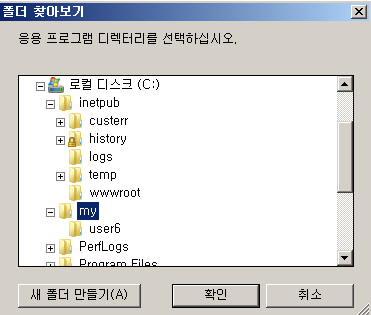 폴더 찾아보기
응용 프로그램 디렉터리를 선택하십시오.
로컬 디스크 (C:)
inetpub
custerr
history
logs
temp
wwwroot
my
user6
PerfLogs
Program Files
새 폴더 만들기(A)
확인
취소